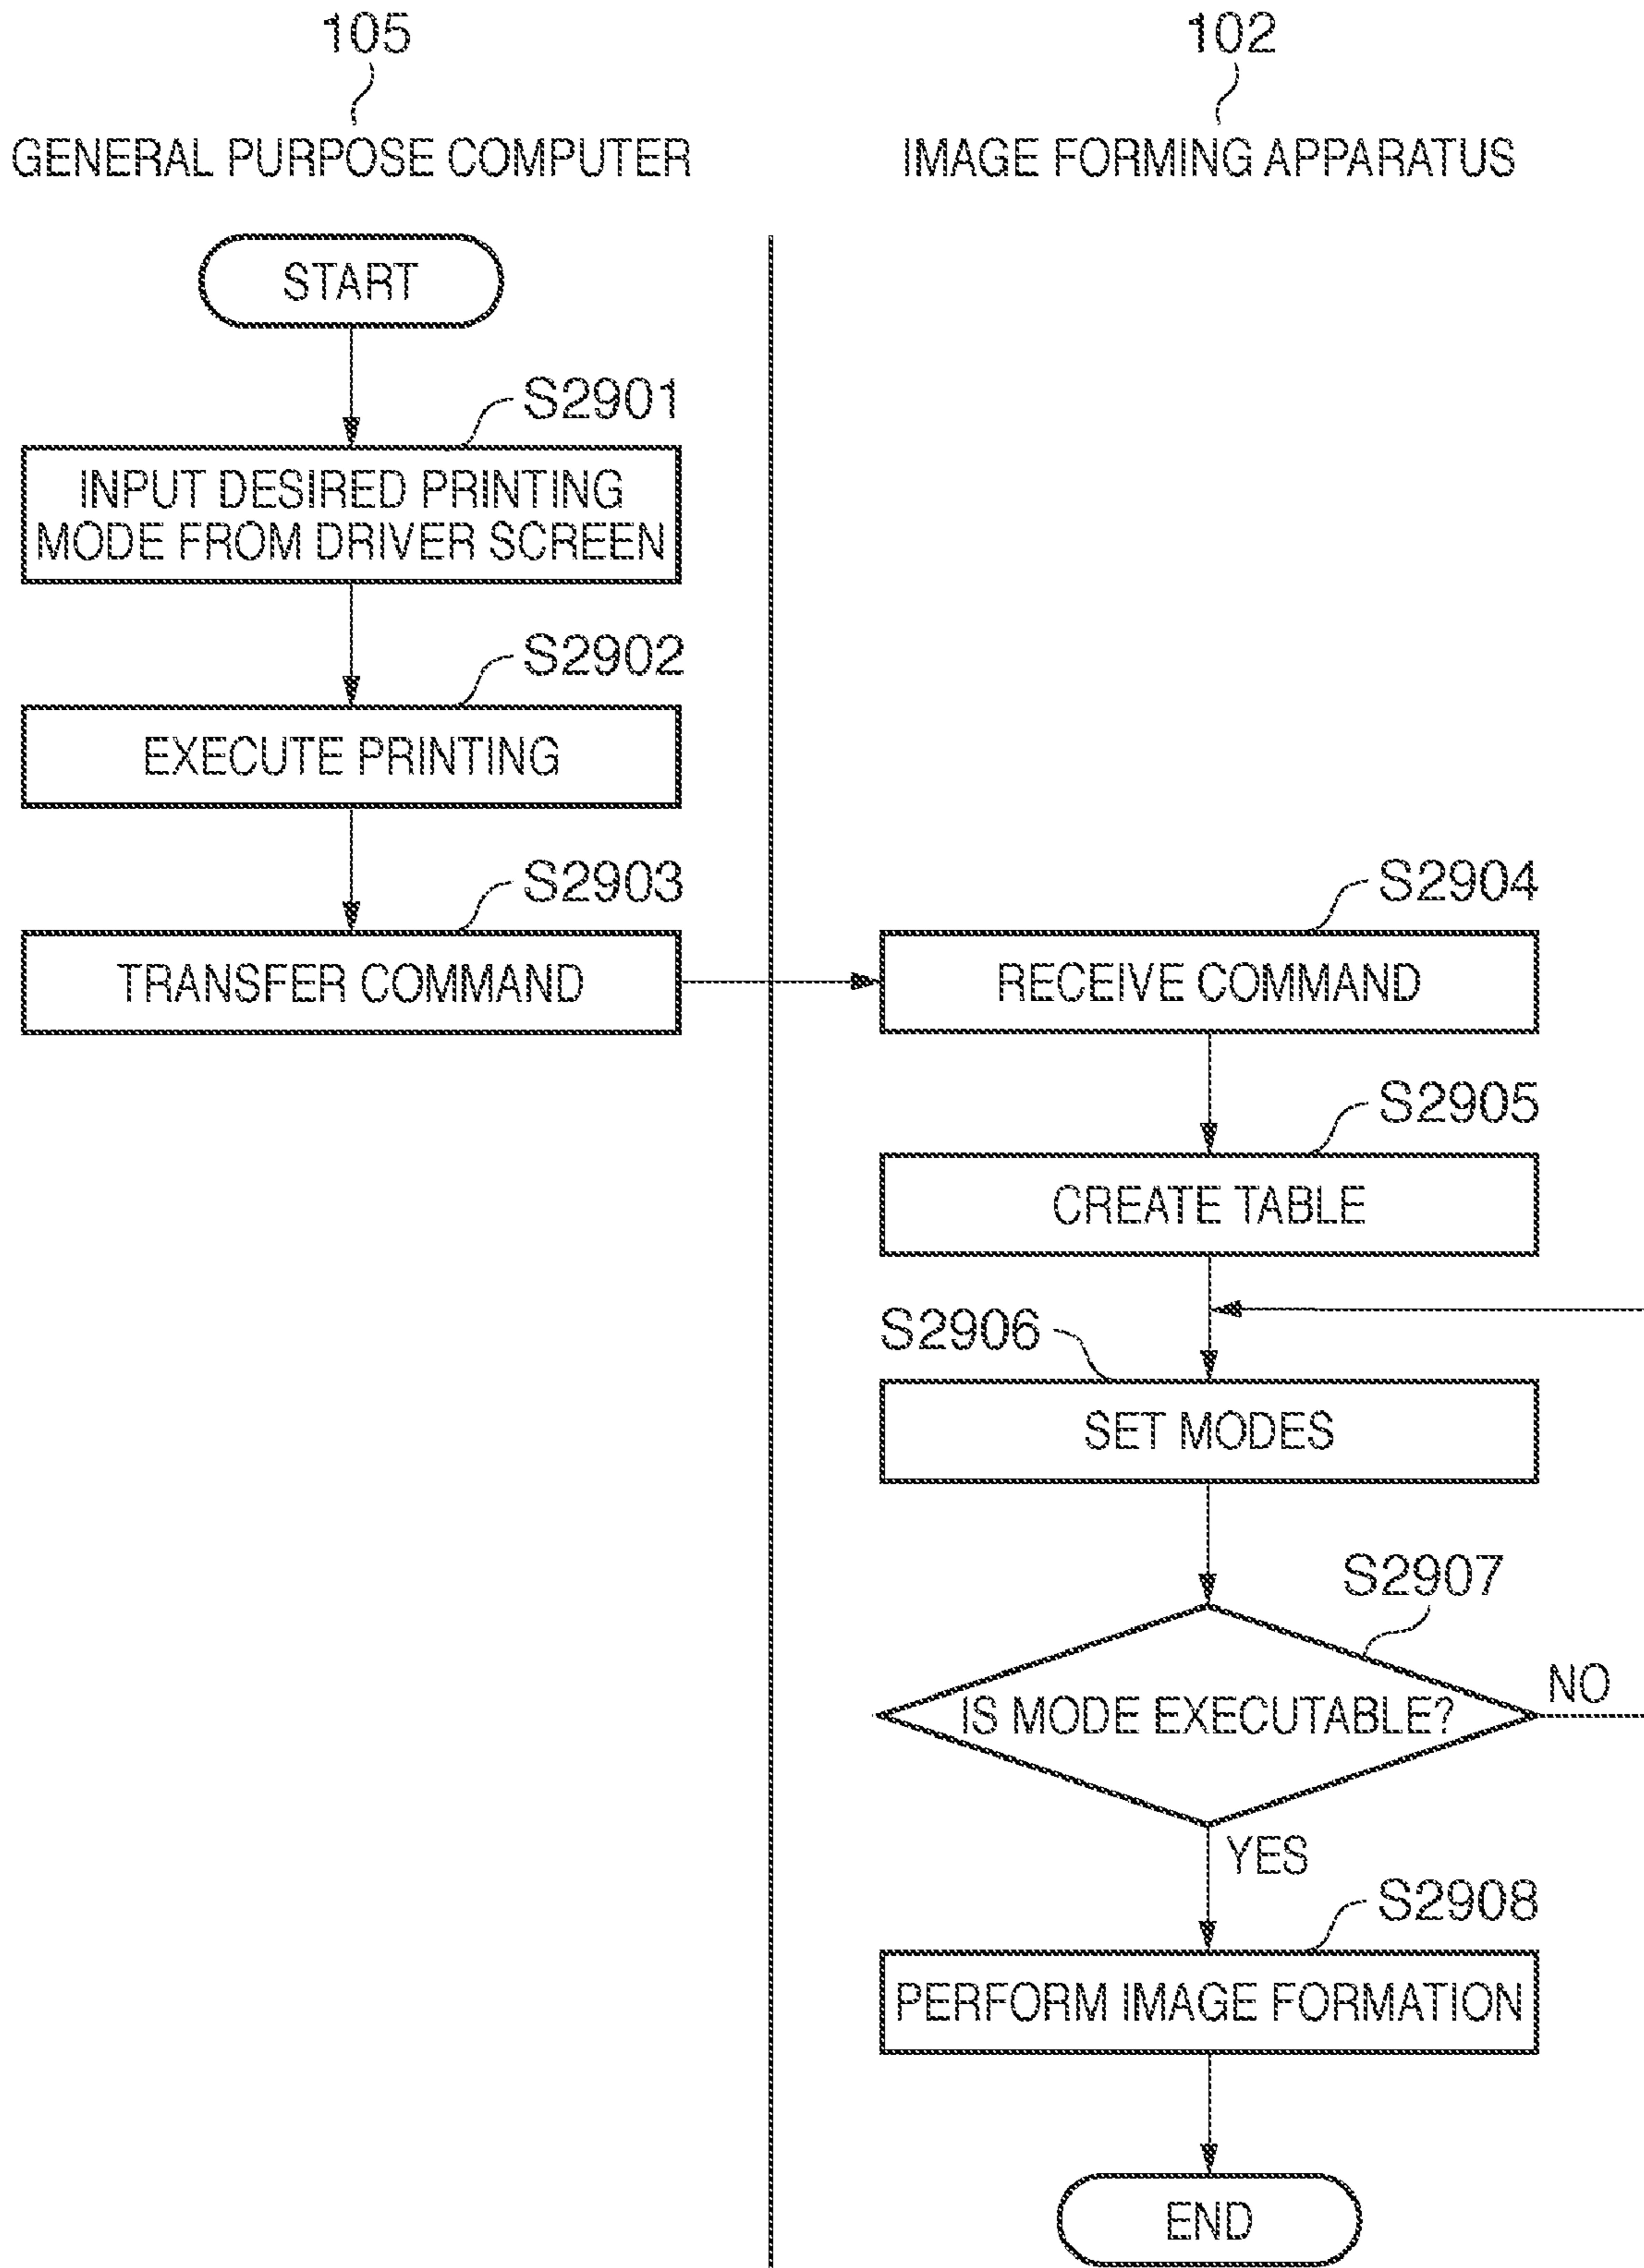 105
GENERAL PURPOSE COMPUTER
START
S2901
INPUT DESIRED PRINTING
MODE FROM DRIVER SCREEN
S2902
EXECUTE PRINTING
S2903
TRANSFER COMMAND
102
IMAGE FORMING APPARATUS
S2904
RECEIVE COMMAND
S2905
CREATE TABLE
S2906
SET MODES
S2907
IS MODE EXECUTABLE?
NO
YES
S2908
PERFORM IMAGE FORMATION
END